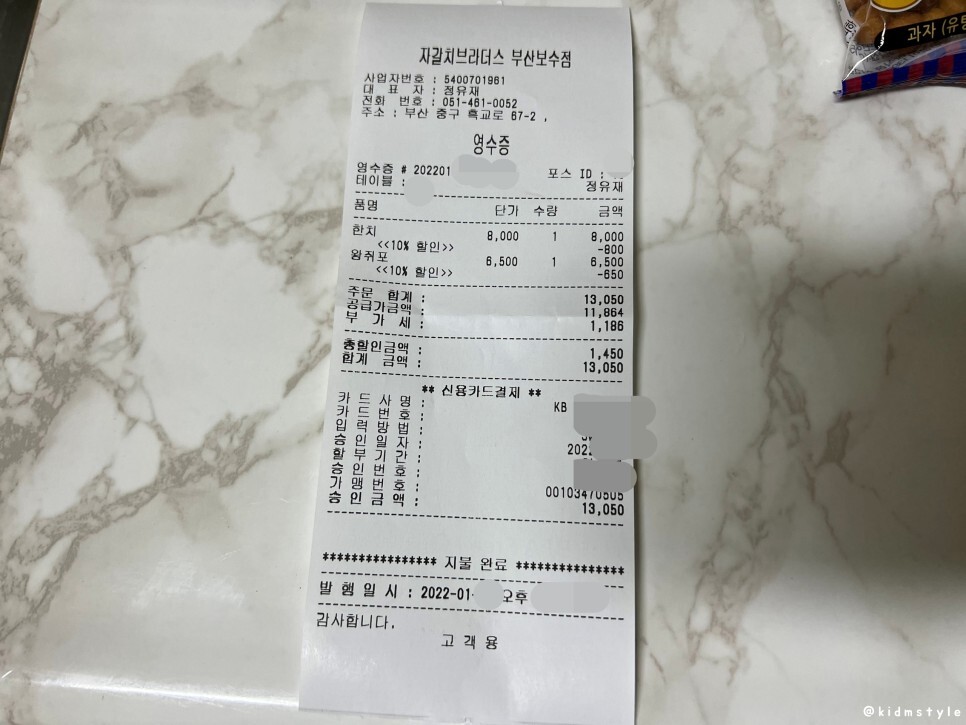 과자 (유탕
자갈치브라더스 부산보수점
사업자번호 : 5400701961
대 표 자 : 정유재
전화 번호 : 051-461-0052
주소 : 부산 중구 흑교로 67-2 ,
영수증
영수증 # 202201 포스 ID :
테이블 : 정유재
품명 단가 수량 금액
한치 8,000 1 8,000
<<10% 할인>> -800
왕쥐포 6,500 1 6,500
<<10% 할인>> -650
주문 합계 : 13,050
공급가금액 : 11,864
부 가 세 : 1,186
총할인금액 : 1,450
합계 금액 : 13,050
** 신용카드결제 **
카 드 사 명 : KB
카 드 번 호 :
입 력 방 법 :
승 인 일 자 : 202
할 부 기 간 :
승 인 번 호 :
가 맹 번 호 : 00103470505
승 인 금 액 : 13,050
**************** 지불 완료 ****************
발 행 일 시 : 2022-01- 오후
감사합니다.
고 객 용
@kidmstyle